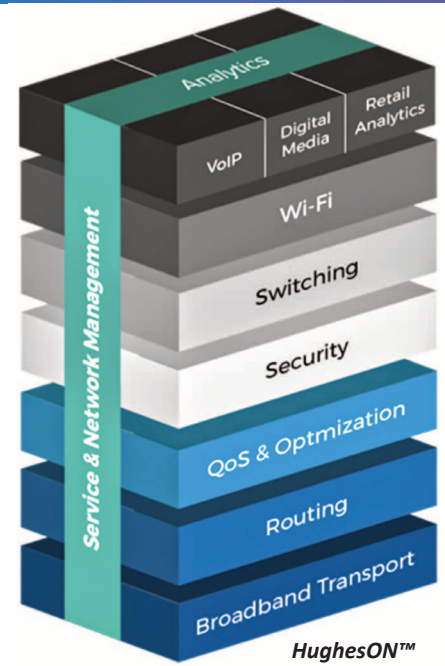 Analytics
VoIP
Digital
Media
Retail
Analytics
Wi-Fi
Switching
Security
QoS & Optmization
Routing
Broadband Transport
Service & Network Management
HughesON™